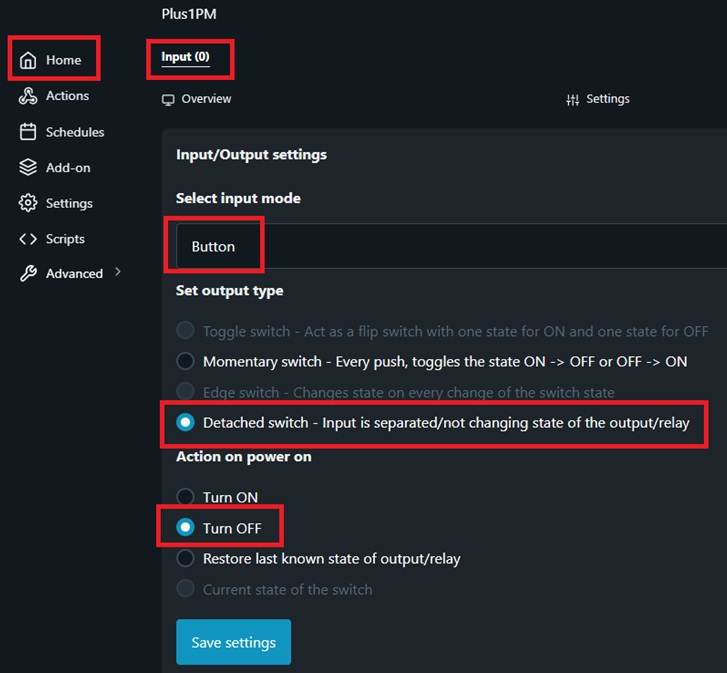 Plus1PM
Home
Input (0)
Actions
Overview
Settings
Schedules
Input/Output settings
Add-on
Select input mode
Settings
Scripts
Button
Advanced
Set output type
Toggle switch - Act as a flip switch with one state for ON and one state for OFF
Momentary switch - Every push, toggles the state ON -> OFF or OFF -> ON
Edge switch - Changes state on every change of the switch state
Detached switch - Input is separated/not changing state of the output/relay
Action on power on
Turn ON
Turn OFF
Restore last known state of output/relay
Current state of the switch
Save settings